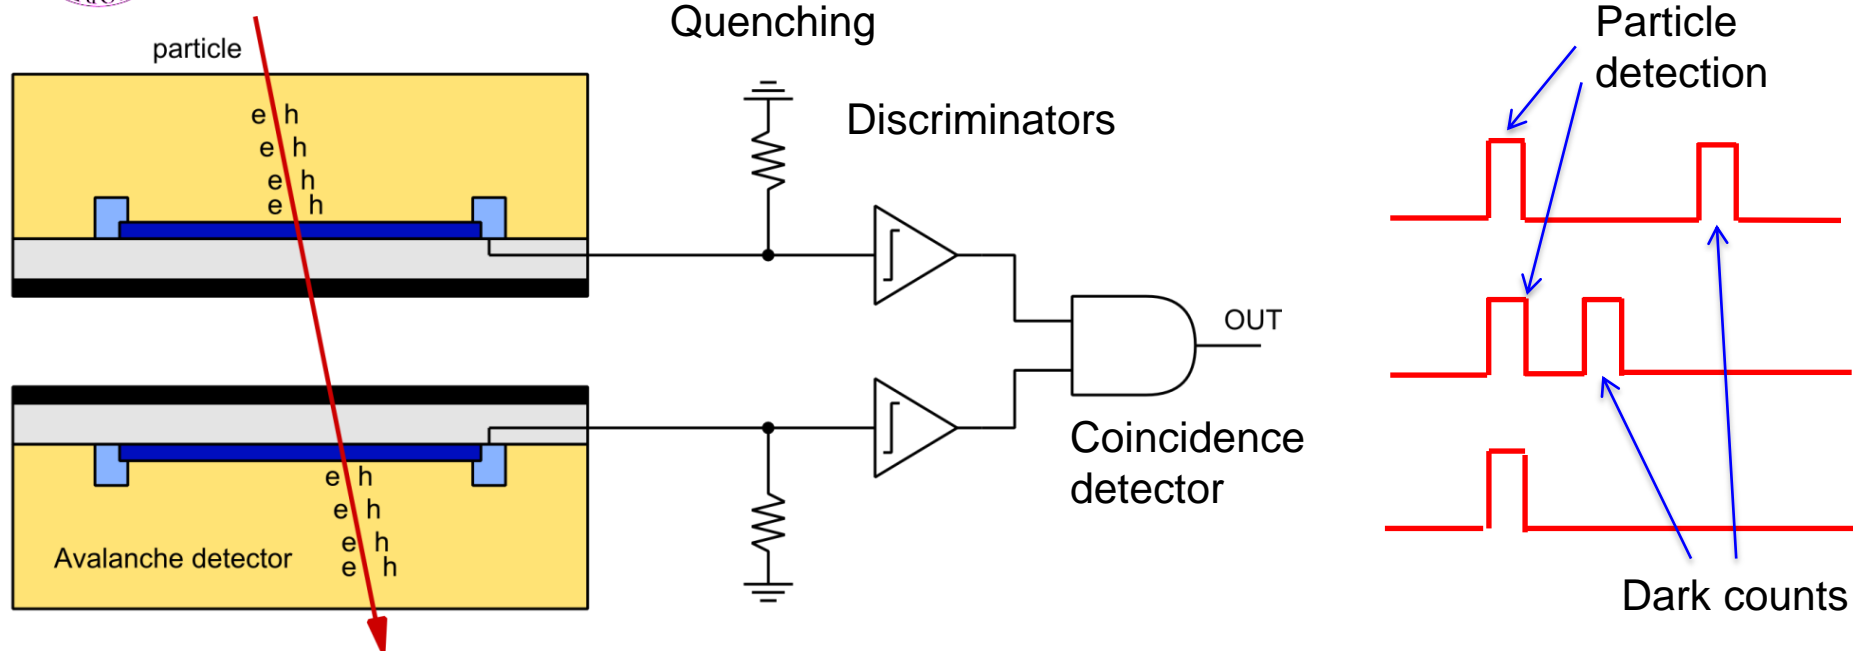 Quenching
Particle
detection
particle
Discriminators
e h
e h
e h
e h
OUT
Coincidence
detector
e h
e h
e h
e h
Avalanche detector
Dark counts